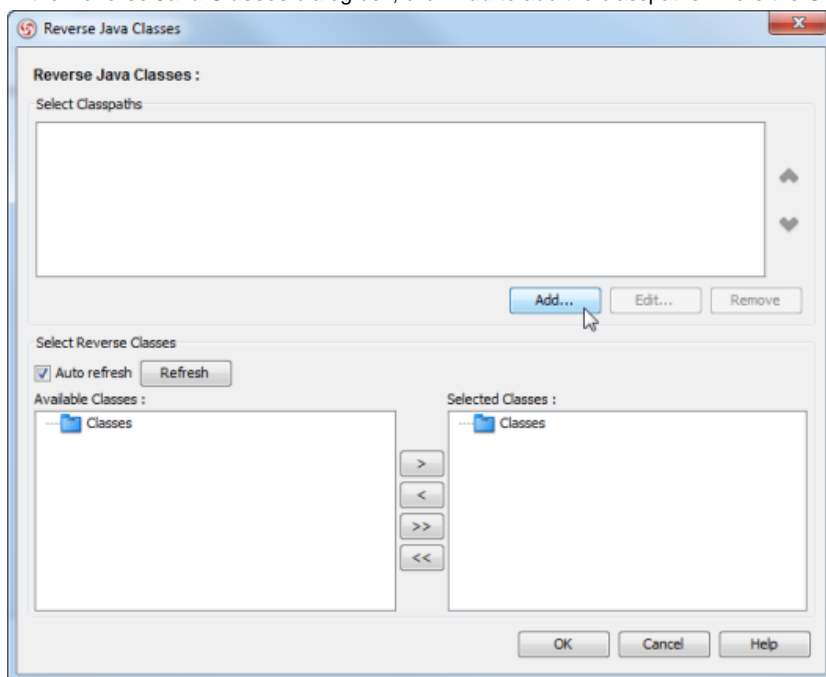 Reverse Java Classes
Reverse Java Classes :
Select Classpaths
Add... Edit... Remove
Select Reverse Classes
Auto refresh Refresh
Available Classes : Selected Classes :
Classes Classes
>
<
>>
<<
OK Cancel Help